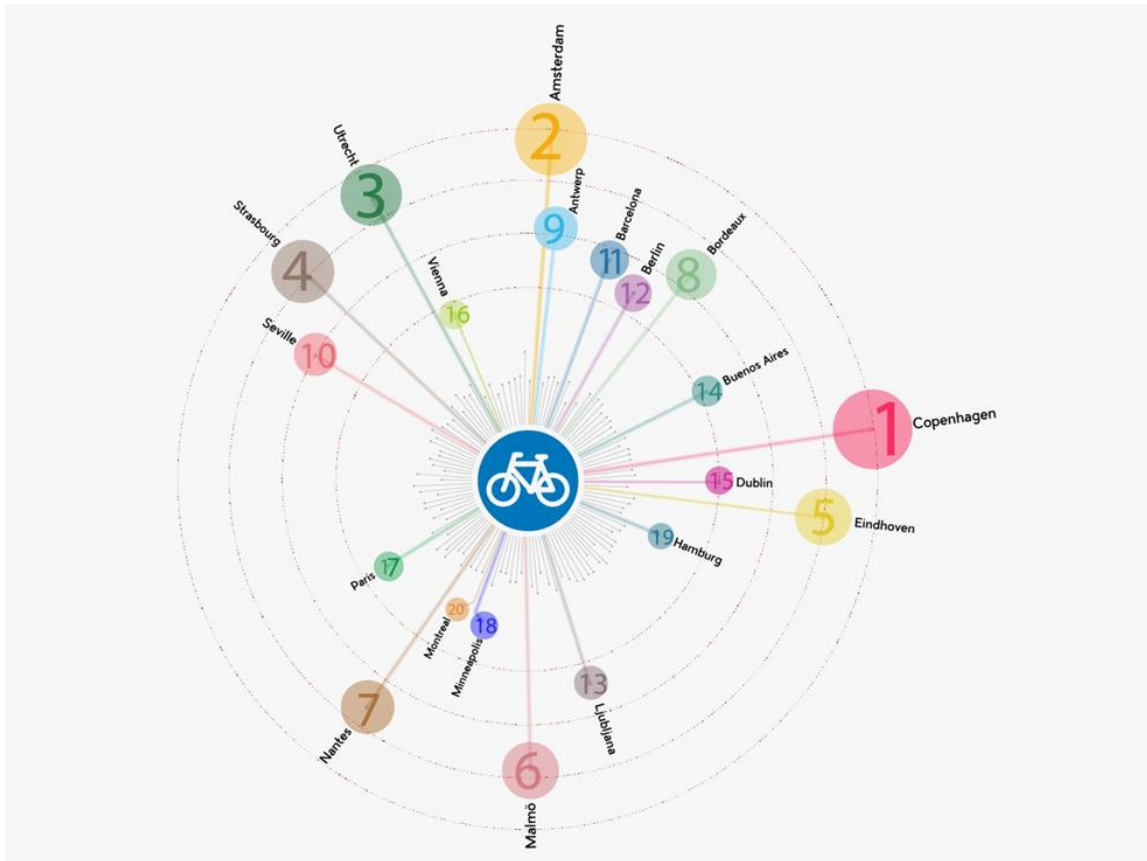 Amsterdam
2
Utrecht
3
Antwerp
9
Barcelona
11
Berlin
12
Bordeaux
8
Strasbourg
4
Vienna
16
Seville
10
Buenos Aires
14
1
Copenhagen
15
Dublin
5
Eindhoven
19
Hamburg
Paris
17
Montreal
20
Minneapolis
18
13
Ljubljana
7
Nantes
6
Malmö